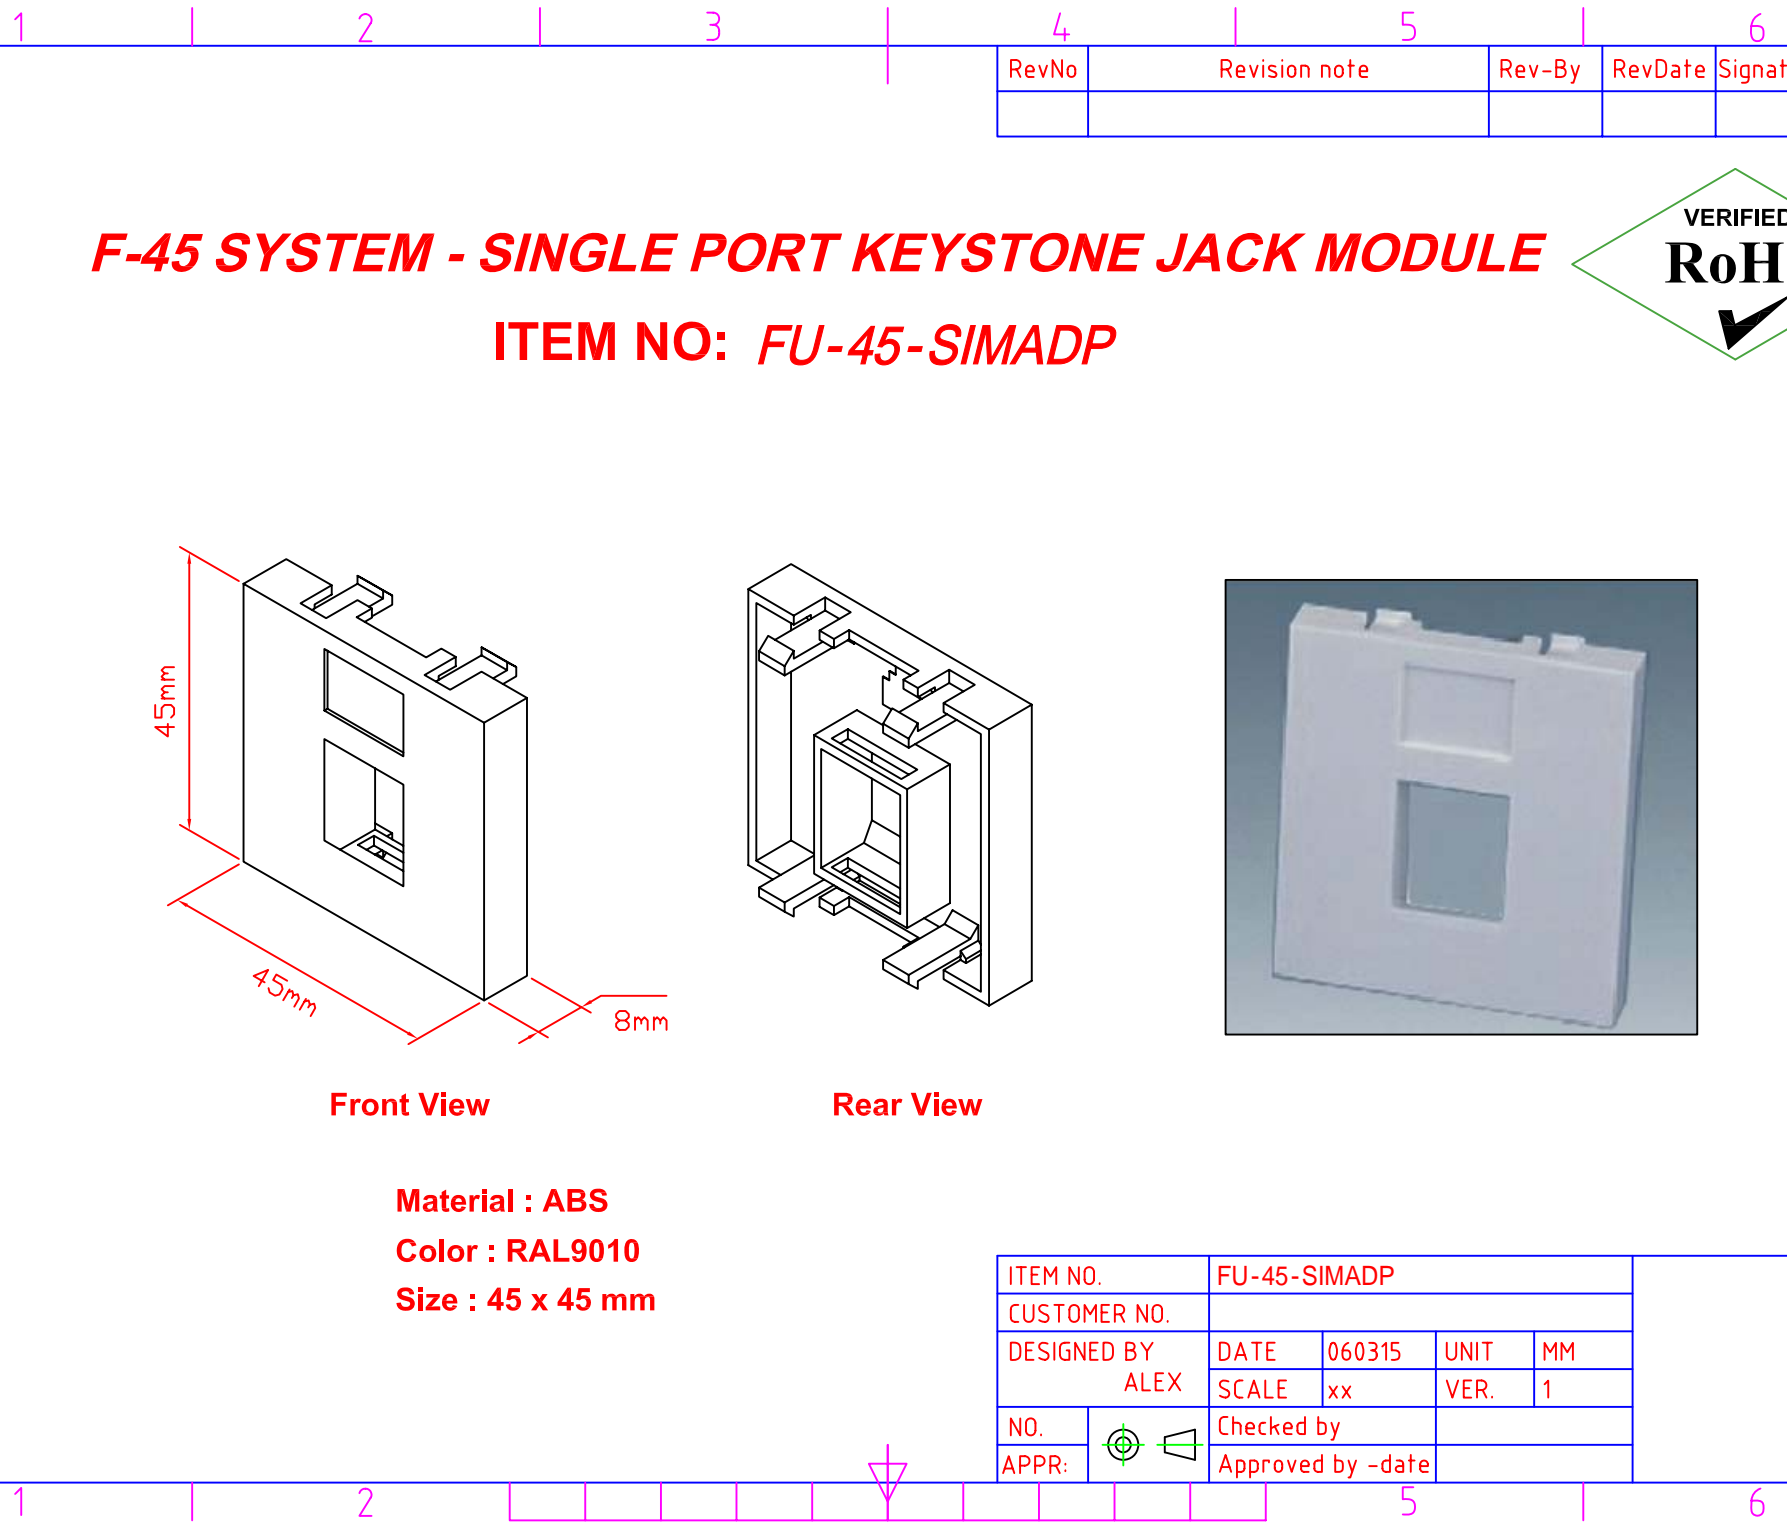 1 2 3 4 5 6
RevNo Revision note Rev-By RevDate Signat
F-45 SYSTEM - SINGLE PORT KEYSTONE JACK MODULE
ITEM NO: FU-45-SIMADP
VERIFIED
RoH
45mm
45mm
8mm
Front View
Rear View
Material : ABS
Color : RAL9010
Size : 45 x 45 mm
ITEM NO. FU-45-SIMADP
CUSTOMER NO.
DESIGNED BY ALEX
DATE 060315 UNIT MM
SCALE xx VER. 1
NO. Checked by
APPR: Approved by -date
1 2 5 6